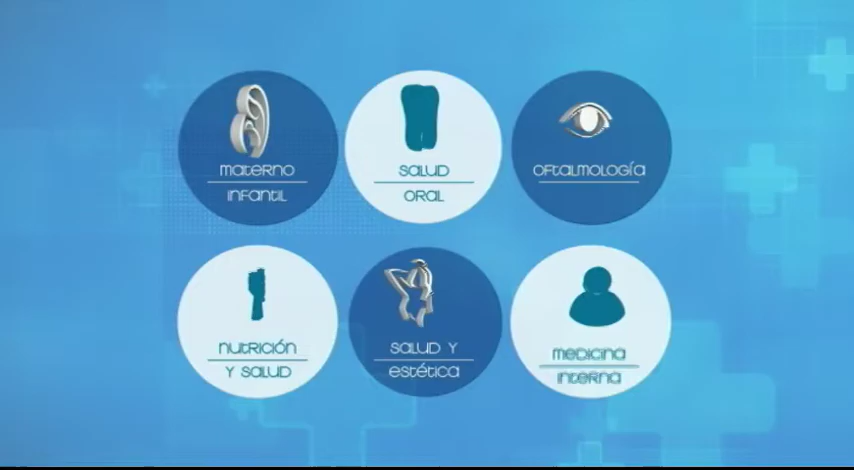 materno
infantil
SALUD
ORAL
oftalmología
nutrición
Y SALUD
SALUD Y
estética
medicina
interna